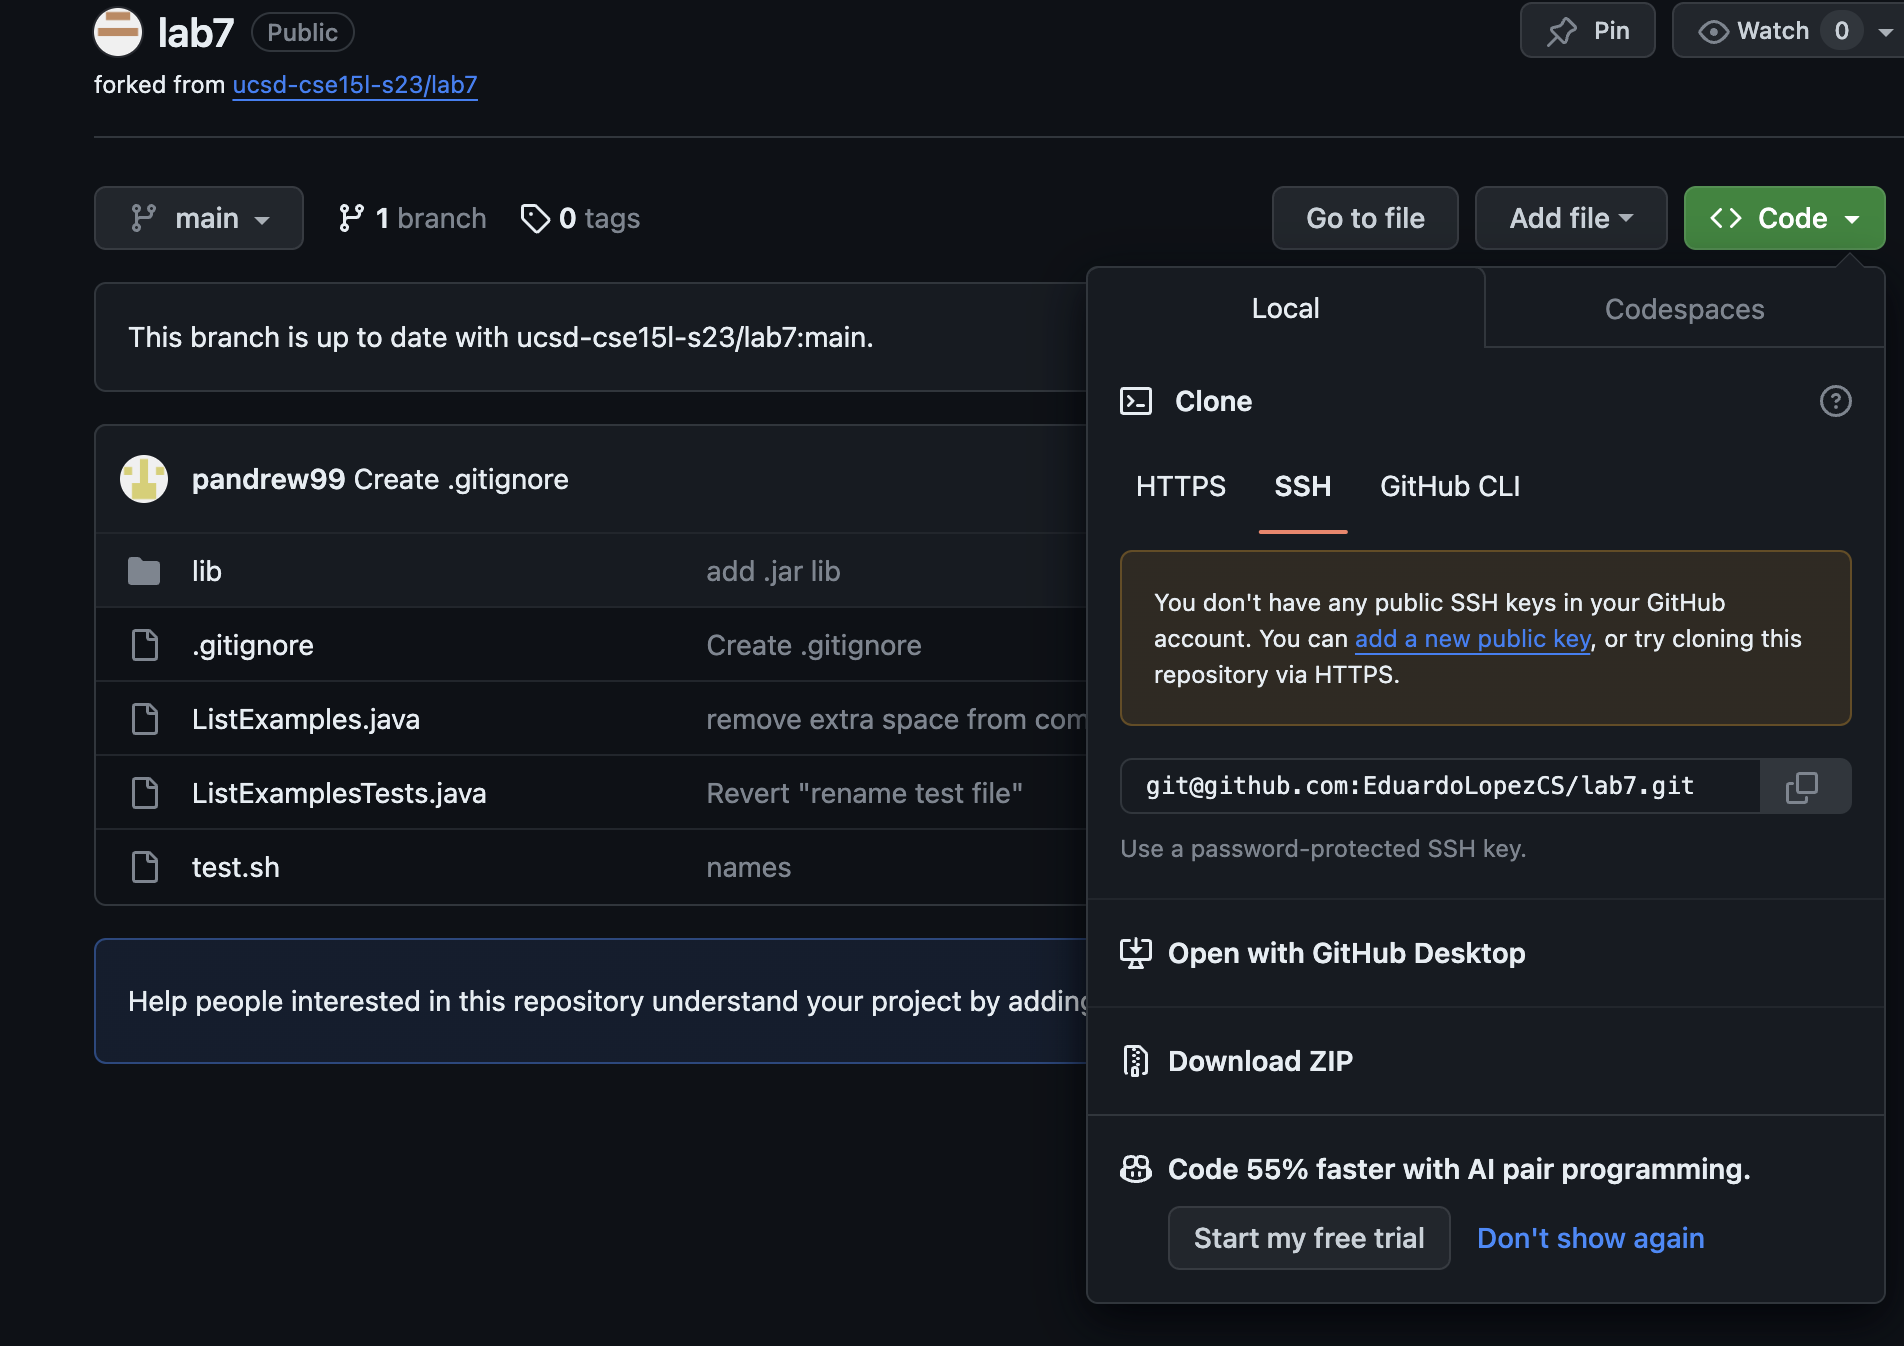 lab7 Public
Pin
Watch 0
forked from ucsd-cse15l-s23/lab7
main
1 branch
0 tags
Go to file
Add file
<> Code
This branch is up to date with ucsd-cse15l-s23/lab7:main.
pandrew99 Create .gitignore
lib add .jar lib
.gitignore Create .gitignore
ListExamples.java remove extra space from com
ListExamplesTests.java Revert "rename test file"
test.sh names
Help people interested in this repository understand your project by adding
Local
Codespaces
Clone
HTTPS SSH GitHub CLI
You don't have any public SSH keys in your GitHub
account. You can add a new public key, or try cloning this
repository via HTTPS.
git@github.com:EduardoLopezCS/lab7.git
Use a password-protected SSH key.
Open with GitHub Desktop
Download ZIP
Code 55% faster with AI pair programming.
Start my free trial
Don't show again